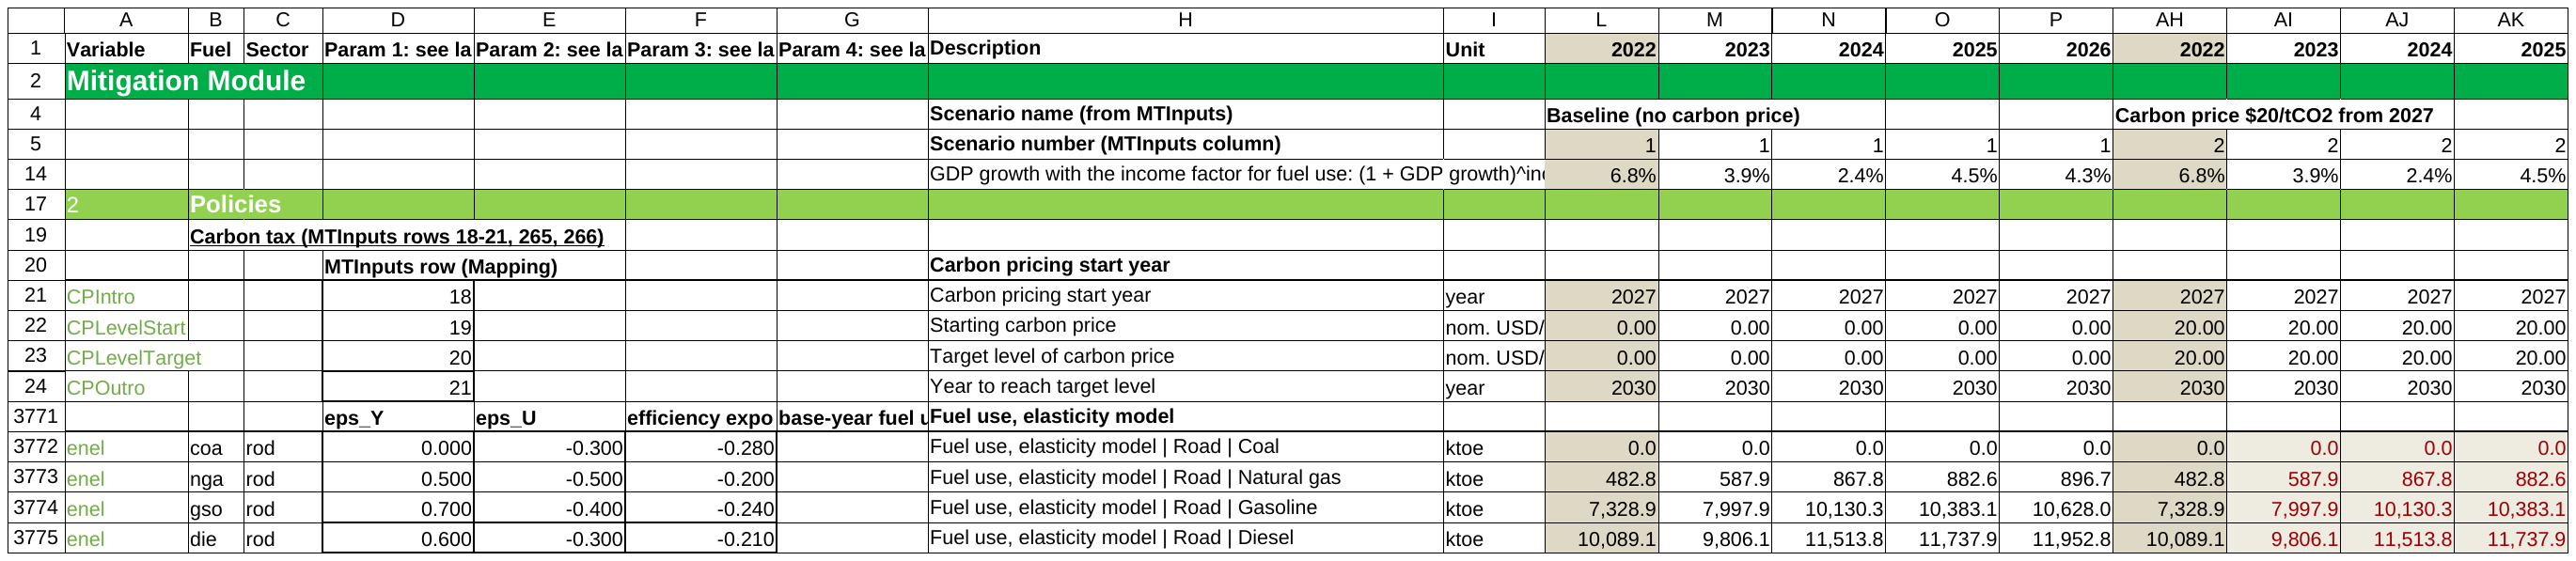 A B C D E F G H I L M N O P AH AI AJ AK
1 Variable Fuel Sector Param 1: see la Param 2: see la Param 3: see la Param 4: see la Description Unit 2022 2023 2024 2025 2026 2022 2023 2024 2025
2 Mitigation Module
4 Scenario name (from MTInputs) Baseline (no carbon price) Carbon price $20/tCO2 from 2027
5 Scenario number (MTInputs column) 1 1 1 1 1 2 2 2 2
14 GDP growth with the income factor for fuel use: (1 + GDP growth)^inc 6.8% 3.9% 2.4% 4.5% 4.3% 6.8% 3.9% 2.4% 4.5%
17 2 Policies
19 Carbon tax (MTInputs rows 18-21, 265, 266)
20 MTInputs row (Mapping) Carbon pricing start year
21 CPIntro 18 Carbon pricing start year year 2027 2027 2027 2027 2027 2027 2027 2027 2027
22 CPLevelStart 19 Starting carbon price nom. USD/ 0.00 0.00 0.00 0.00 0.00 20.00 20.00 20.00 20.00
23 CPLevelTarget 20 Target level of carbon price nom. USD/ 0.00 0.00 0.00 0.00 0.00 20.00 20.00 20.00 20.00
24 CPOutro 21 Year to reach target level year 2030 2030 2030 2030 2030 2030 2030 2030 2030
3771 eps_Y eps_U efficiency expo base-year fuel u Fuel use, elasticity model
3772 enel coa rod 0.000 -0.300 -0.280 Fuel use, elasticity model | Road | Coal ktoe 0.0 0.0 0.0 0.0 0.0 0.0 0.0 0.0 0.0
3773 enel nga rod 0.500 -0.500 -0.200 Fuel use, elasticity model | Road | Natural gas ktoe 482.8 587.9 867.8 882.6 896.7 482.8 587.9 867.8 882.6
3774 enel gso rod 0.700 -0.400 -0.240 Fuel use, elasticity model | Road | Gasoline ktoe 7,328.9 7,997.9 10,130.3 10,383.1 10,628.0 7,328.9 7,997.9 10,130.3 10,383.1
3775 enel die rod 0.600 -0.300 -0.210 Fuel use, elasticity model | Road | Diesel ktoe 10,089.1 9,806.1 11,513.8 11,737.9 11,952.8 10,089.1 9,806.1 11,513.8 11,737.9